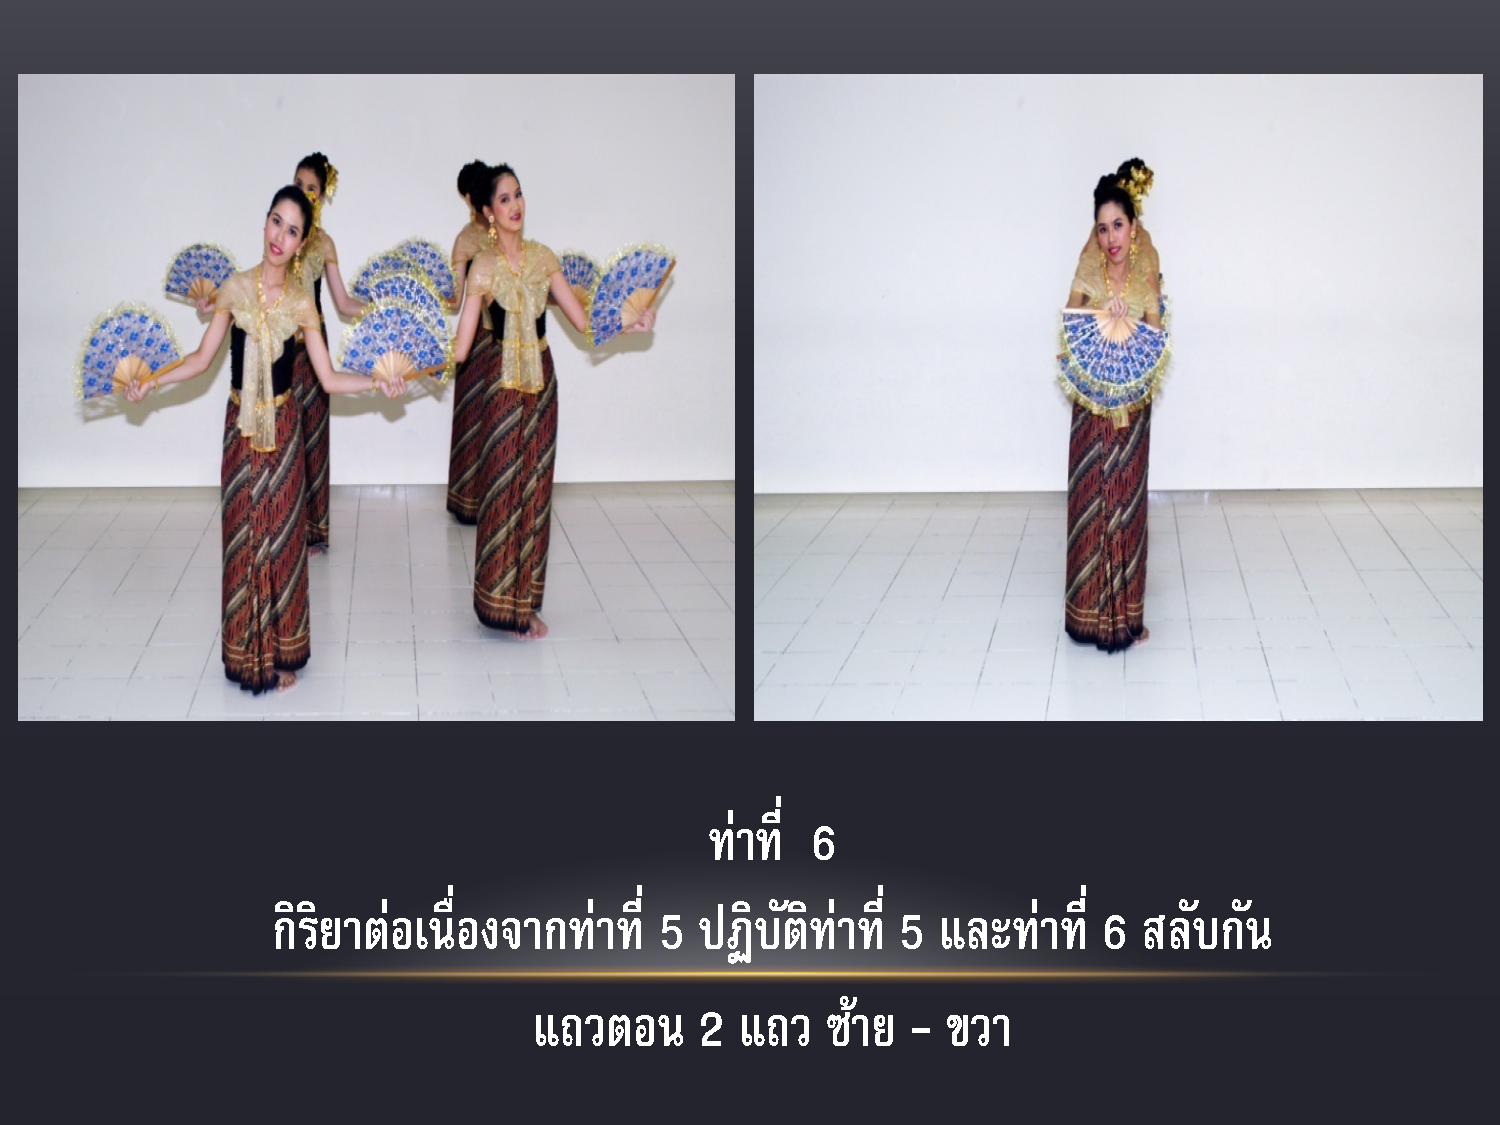 ท่าที่ 6
กิริยาต่อเนื่องจากท่าที่ 5 ปฏิบัติท่าที่ 5 และท่าที่ 6 สลับกัน
แถวตอน 2 แถว ซ้าย – ขวา